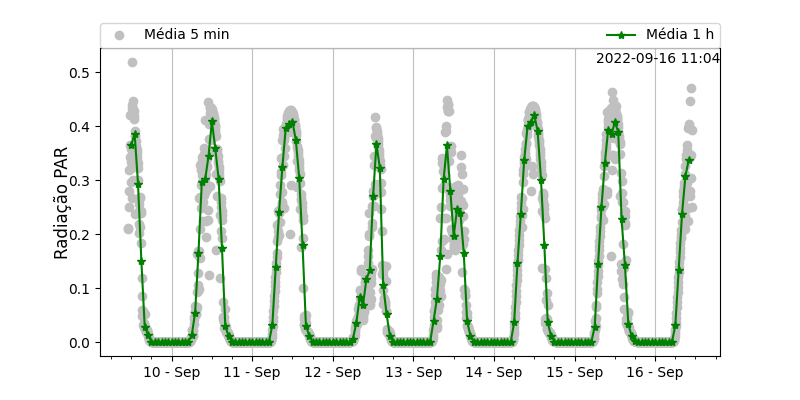 Média 5 min
Média 1 h
2022-09-16 11:04
Radiação PAR
0.5
0.4
0.3
0.2
0.1
0.0
10 - Sep
11 - Sep
12 - Sep
13 - Sep
14 - Sep
15 - Sep
16 - Sep